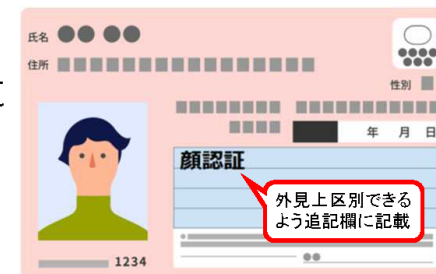 氏名
住所
性別
年 月 日
顔認証
外見上区別できる
よう追記欄に記載
1234